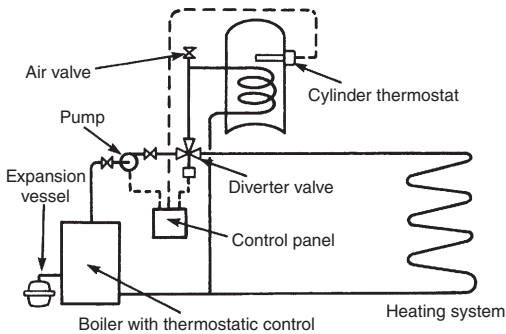 Air valve
Cylinder thermostat
Pump
Expansion
vessel
Diverter valve
Control panel
Boiler with thermostatic control
Heating system